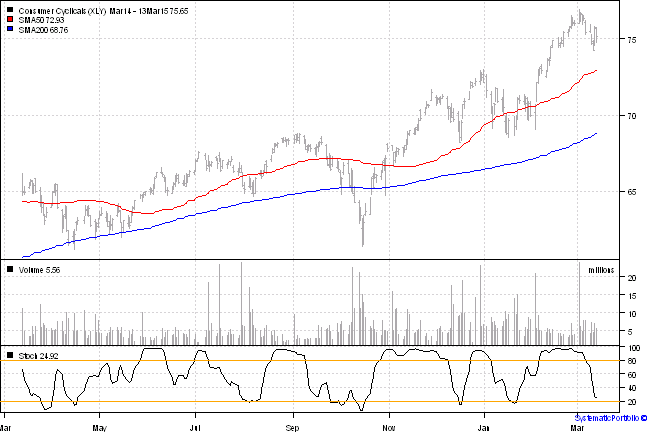 Consumer Cyclicals (XLY) Mar14 - 13Mar15 75.65
SMA50 72.93
SMA200 68.76
75
70
65
Volume 5.56
millions
20
15
10
5
Stoch 24.92
100
80
60
40
20
Mar May Jul Sep Nov Jan Mar
SystematicPortfolio ©